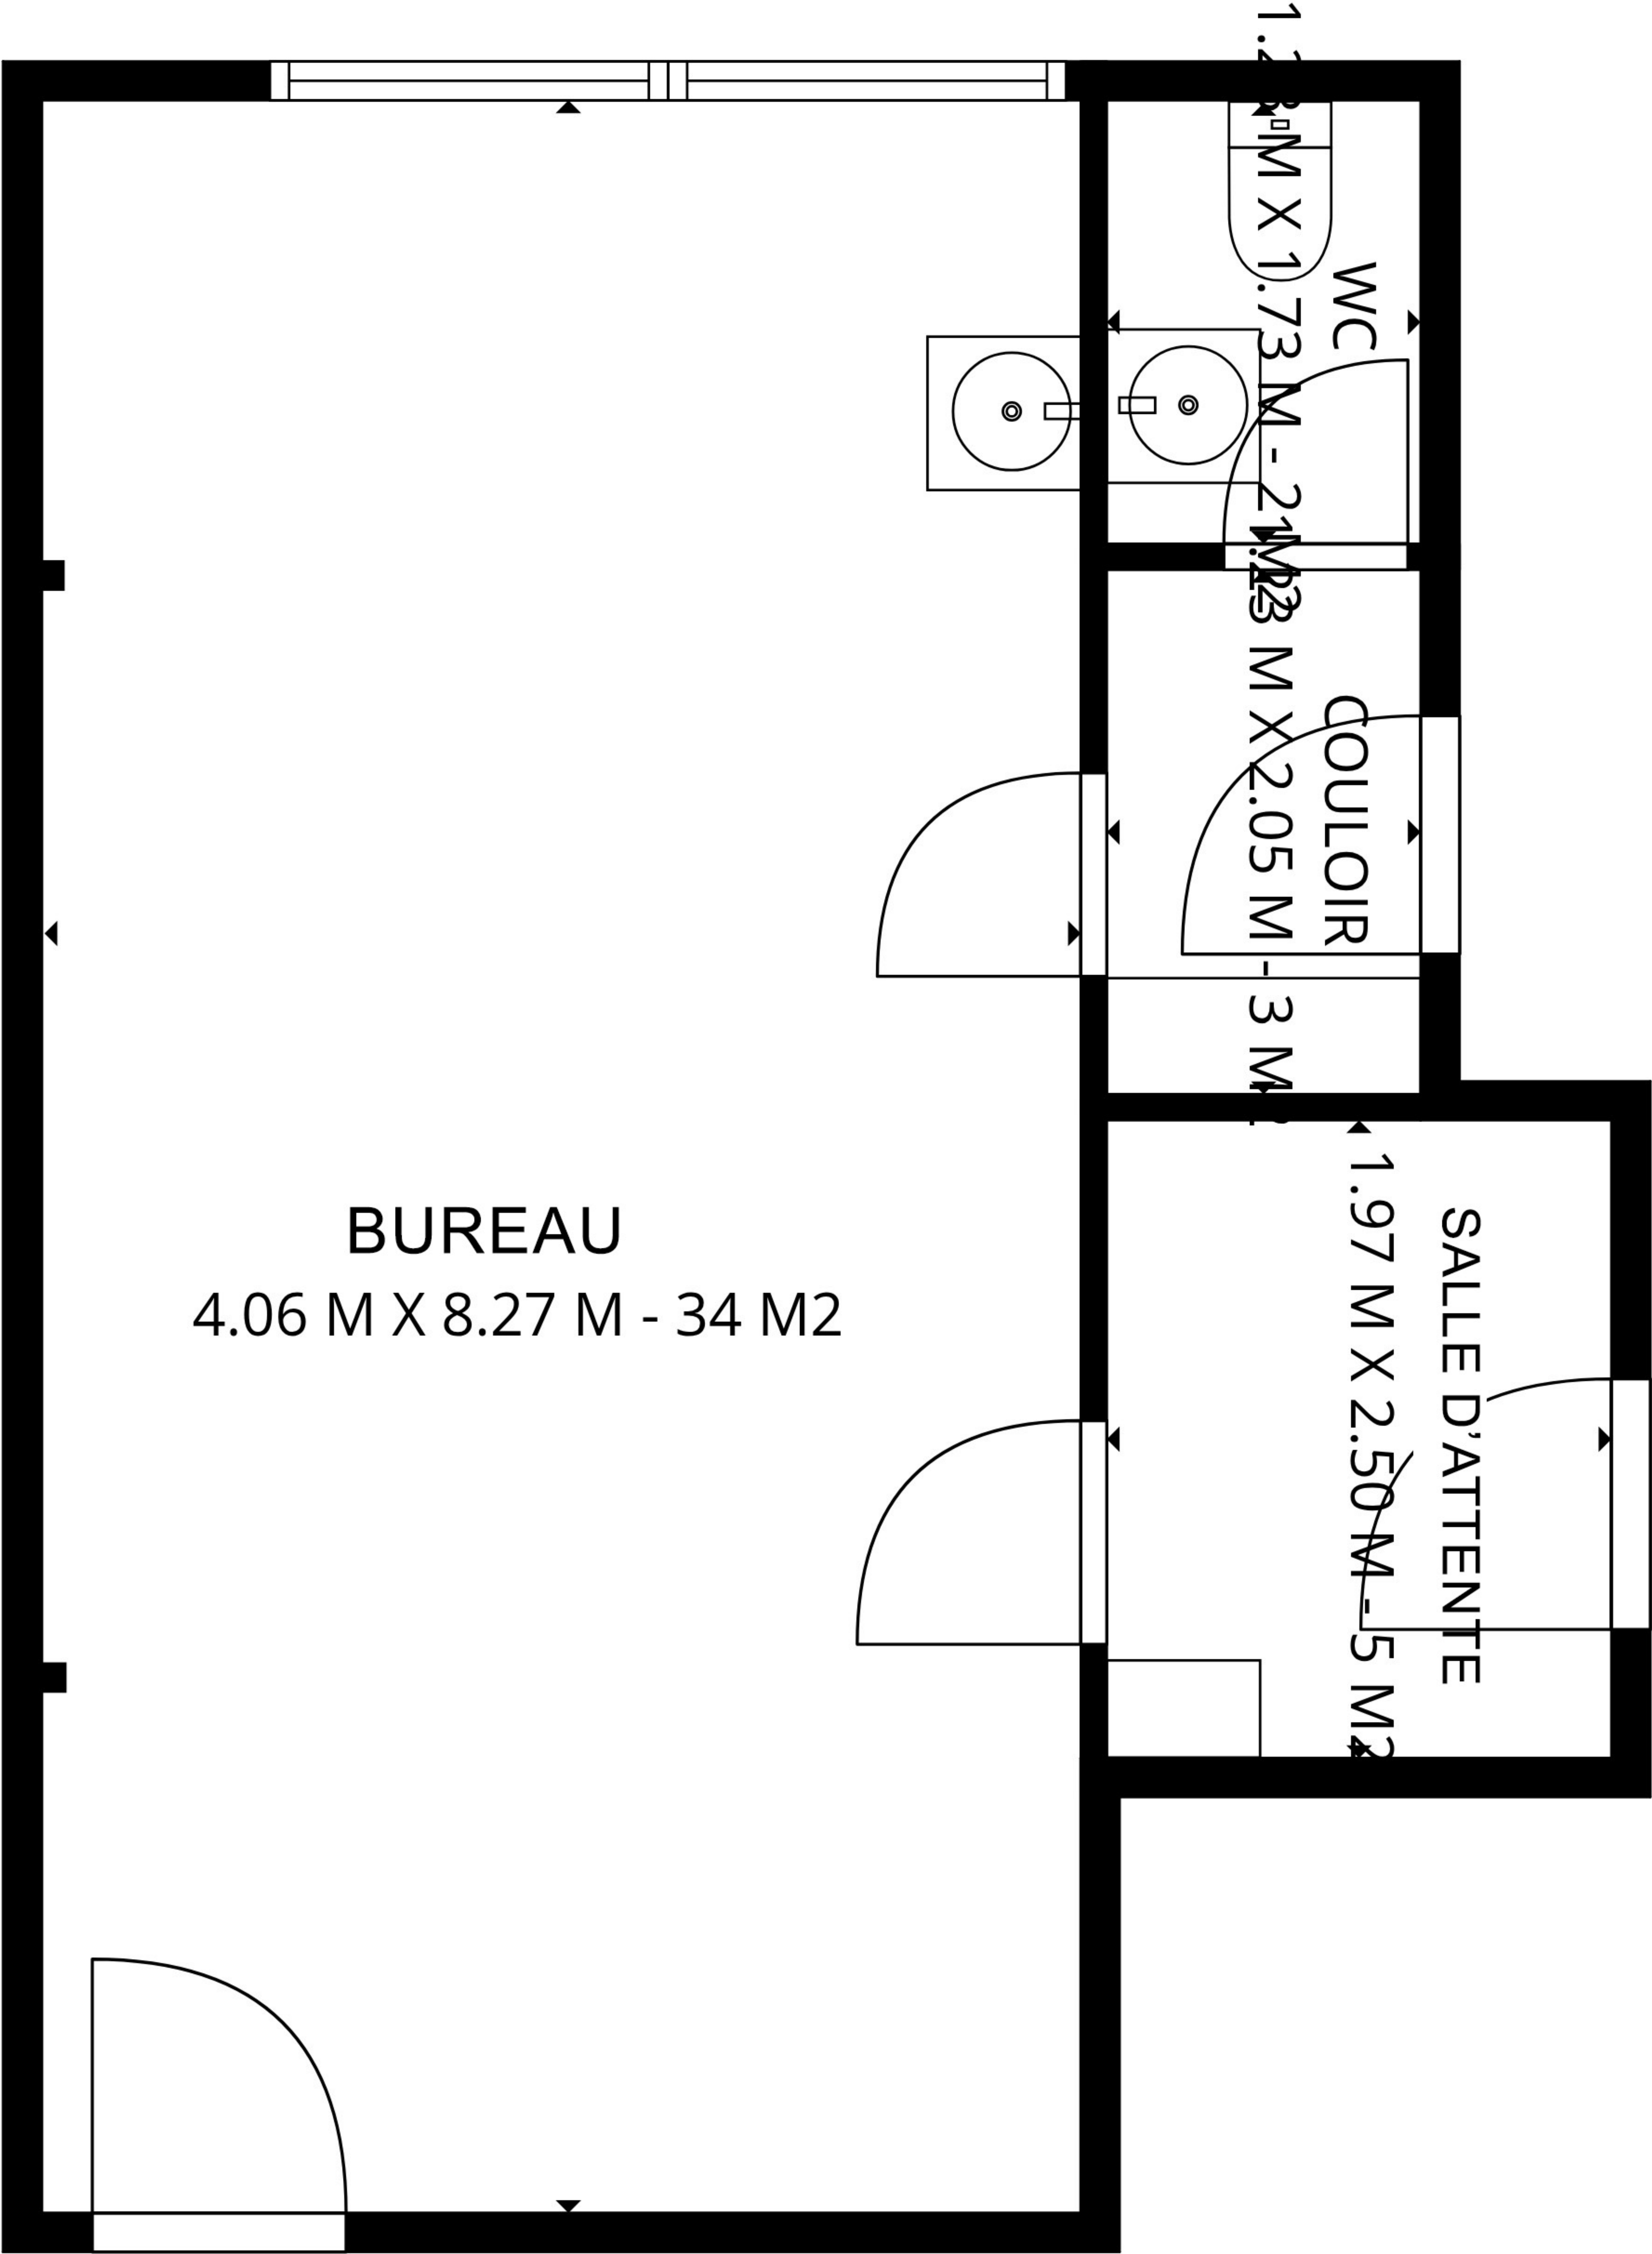 WC
1.23 M X 1.73 M - 2 M2
COULOIR
1.23 M X 2.05 M - 3 M2
BUREAU
4.06 M X 8.27 M - 34 M2
SALLE D'ATTENTE
1.97 M X 2.50 M - 5 M2